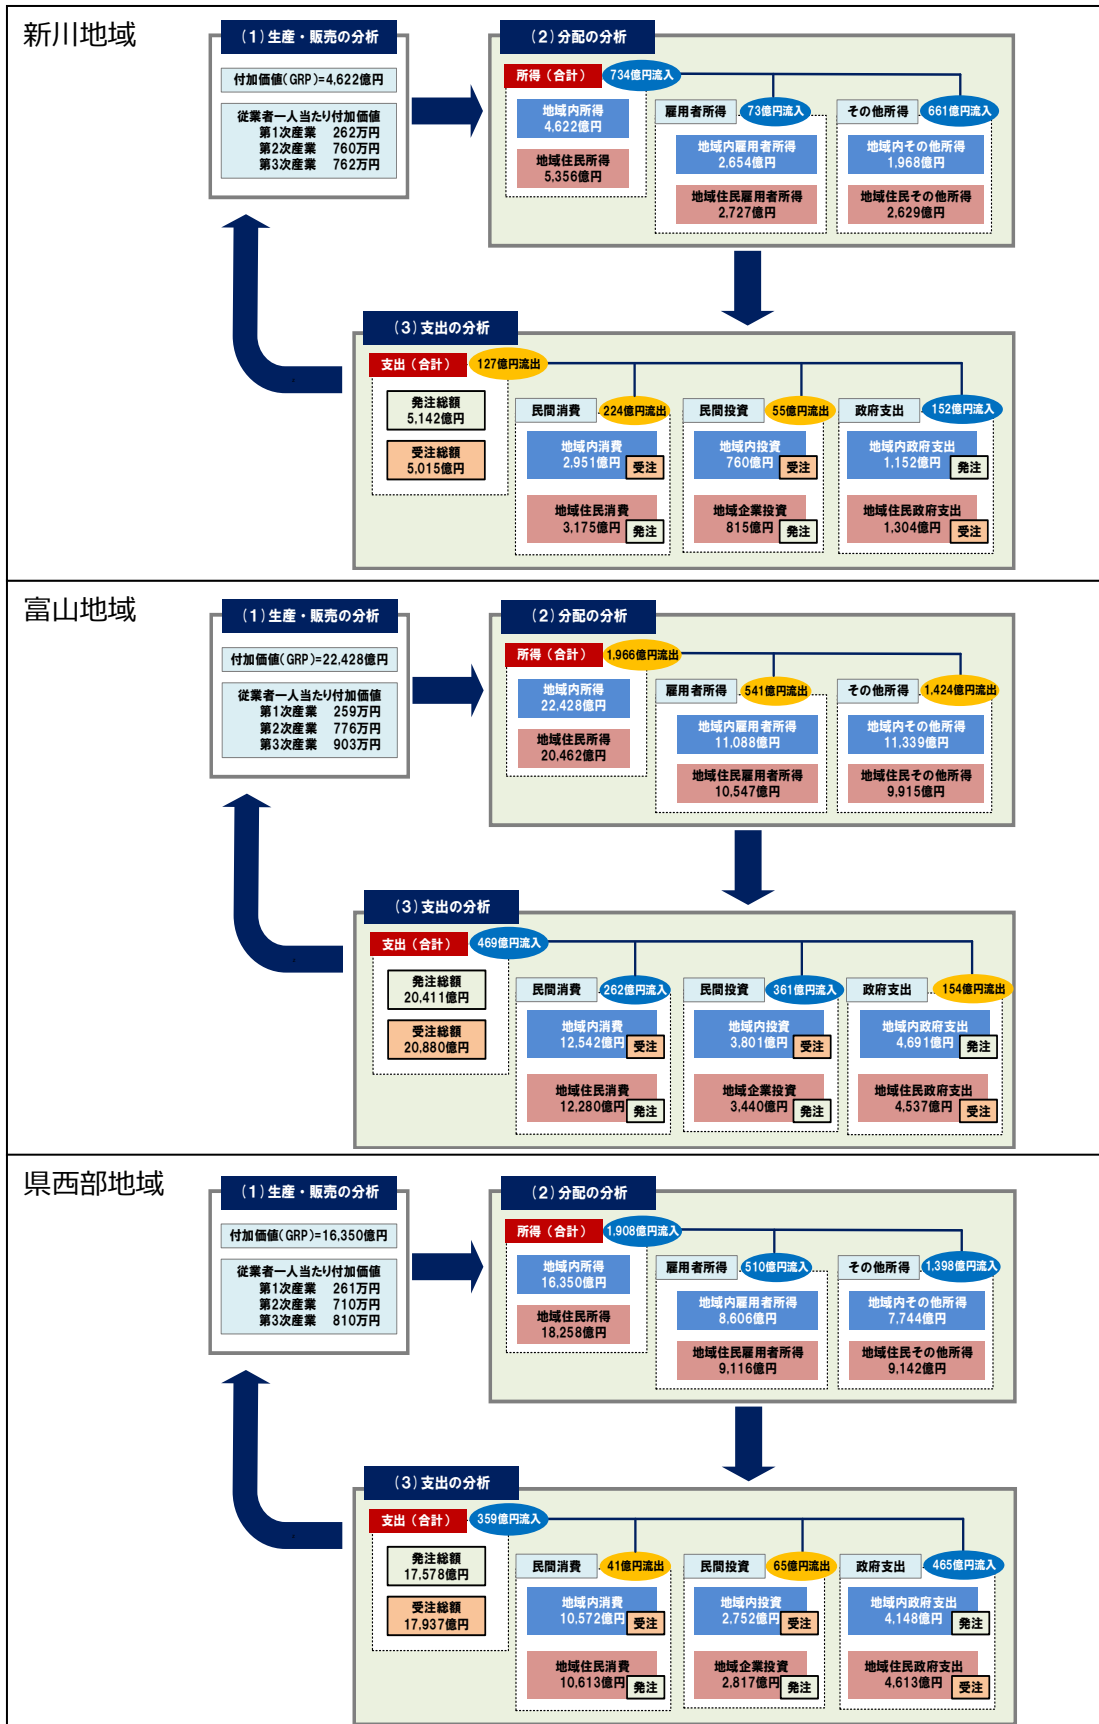 新川地域
(1)生産・販売の分析
付加価値(GRP)=4,622億円
従業者一人当たり付加価値
第1次産業 262万円
第2次産業 760万円
第3次産業 762万円
(2)分配の分析
所得(合計)
734億円流入
地域内所得
4,622億円
地域住民所得
5,356億円
雇用者所得
73億円流入
地域内雇用者所得
2,654億円
地域住民雇用者所得
2,727億円
その他所得
661億円流入
地域内その他所得
1,968億円
地域住民その他所得
2,629億円
(3)支出の分析
支出(合計)
127億円流出
発注総額
5,142億円
受注総額
5,015億円
民間消費
224億円流出
地域内消費
2,951億円
受注
地域住民消費
3,175億円
発注
民間投資
55億円流出
地域内投資
760億円
受注
地域企業投資
815億円
発注
政府支出
152億円流入
地域内政府支出
1,152億円
発注
地域住民政府支出
1,304億円
受注
富山地域
(1)生産・販売の分析
付加価値(GRP)=22,428億円
従業者一人当たり付加価値
第1次産業 259万円
第2次産業 776万円
第3次産業 903万円
(2)分配の分析
所得(合計)
1,966億円流出
地域内所得
22,428億円
地域住民所得
20,462億円
雇用者所得
541億円流出
地域内雇用者所得
11,088億円
地域住民雇用者所得
10,547億円
その他所得
1,424億円流出
地域内その他所得
11,339億円
地域住民その他所得
9,915億円
(3)支出の分析
支出(合計)
469億円流入
発注総額
20,411億円
受注総額
20,880億円
民間消費
262億円流入
地域内消費
12,542億円
受注
地域住民消費
12,280億円
発注
民間投資
361億円流入
地域内投資
3,801億円
受注
地域企業投資
3,440億円
発注
政府支出
154億円流出
地域内政府支出
4,691億円
発注
地域住民政府支出
4,537億円
受注
県西部地域
(1)生産・販売の分析
付加価値(GRP)=16,350億円
従業者一人当たり付加価値
第1次産業 261万円
第2次産業 710万円
第3次産業 810万円
(2)分配の分析
所得(合計)
1,908億円流入
地域内所得
16,350億円
地域住民所得
18,258億円
雇用者所得
510億円流入
地域内雇用者所得
8,606億円
地域住民雇用者所得
9,116億円
その他所得
1,398億円流入
地域内その他所得
7,744億円
地域住民その他所得
9,142億円
(3)支出の分析
支出(合計)
359億円流入
発注総額
17,578億円
受注総額
17,937億円
民間消費
41億円流出
地域内消費
10,572億円
受注
地域住民消費
10,613億円
発注
民間投資
65億円流出
地域内投資
2,752億円
受注
地域企業投資
2,817億円
発注
政府支出
465億円流入
地域内政府支出
4,148億円
発注
地域住民政府支出
4,613億円
受注